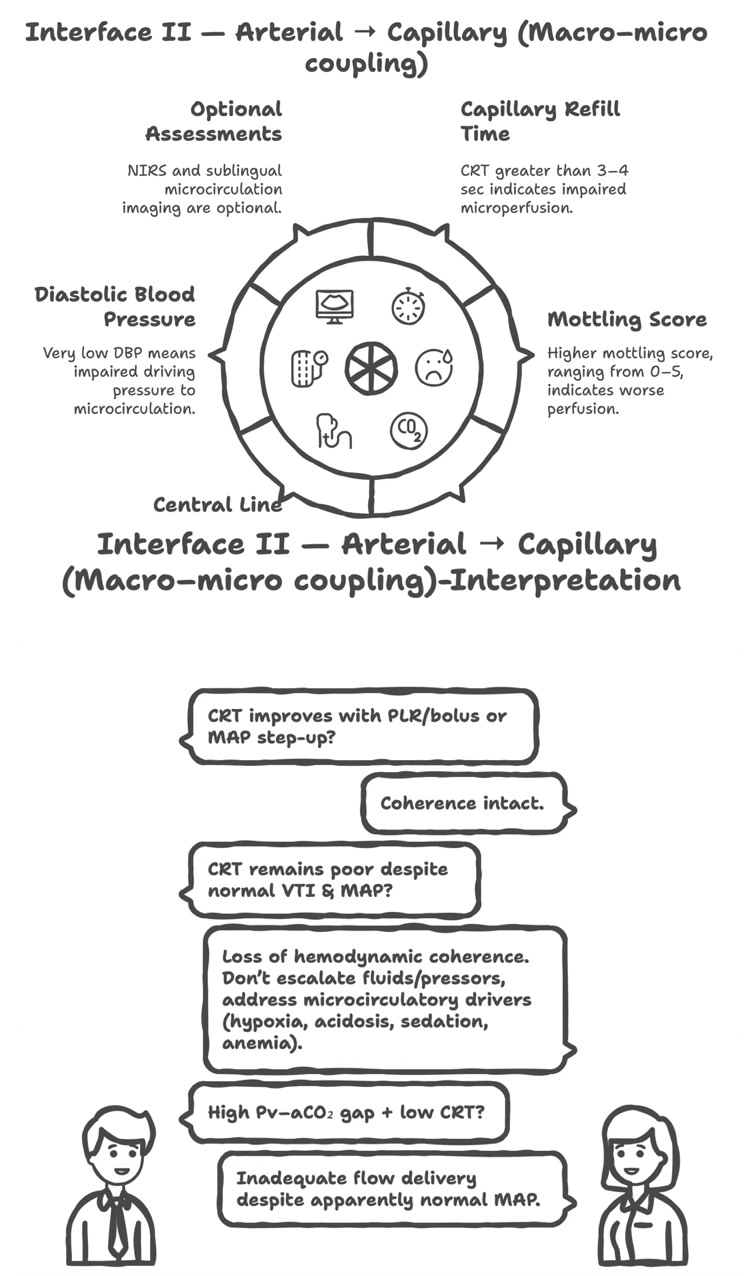 Interface II — Arterial → Capillary (Macro–micro
coupling)
Optional
Assessments
NIRS and sublingual
microcirculation
imaging are optional.
Capillary Refill
Time
CRT greater than 3–4
sec indicates impaired
microperfusion.
Diastolic Blood
Pressure
Very low DBP means
impaired driving
pressure to
microcirculation.
Mottling Score
Higher mottling score,
ranging from 0–5,
indicates worse
perfusion.
CO₂
Central Line
Interface II — Arterial → Capillary
(Macro–micro coupling)-Interpretation
CRT improves with PLR/bolus or
MAP step-up?
Coherence intact.
CRT remains poor despite
normal VTI & MAP?
Loss of hemodynamic coherence.
Don't escalate fluids/pressors,
address microcirculatory drivers
(hypoxia, acidosis, sedation,
anemia).
High Pv–aCO₂ gap + low CRT?
Inadequate flow delivery
despite apparently normal MAP.